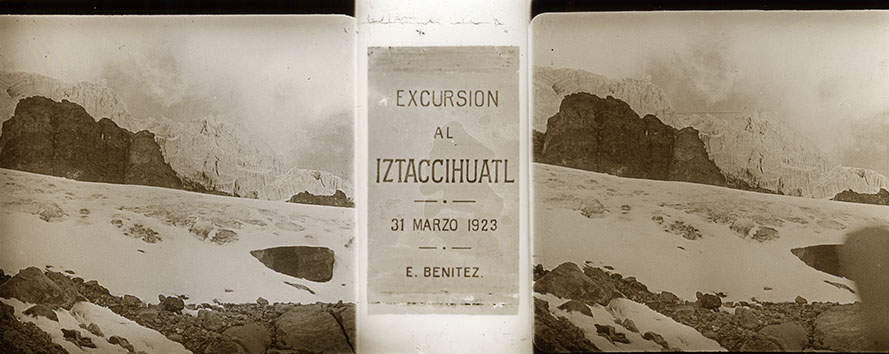 EXCURSION
AL
IZTACCIHUATL
31 MARZO 1923
E. BENITEZ.